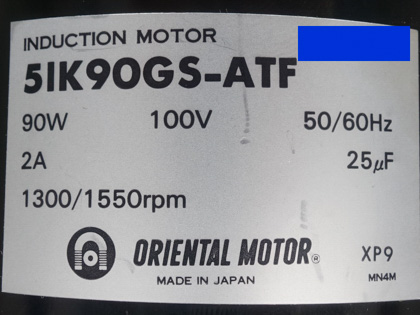 INDUCTION MOTOR
5IK90GS-ATF
90W 100V 50/60Hz
2A 25μF
1300/1550rpm
ORIENTAL MOTOR® XP9
MADE IN JAPAN MN4M